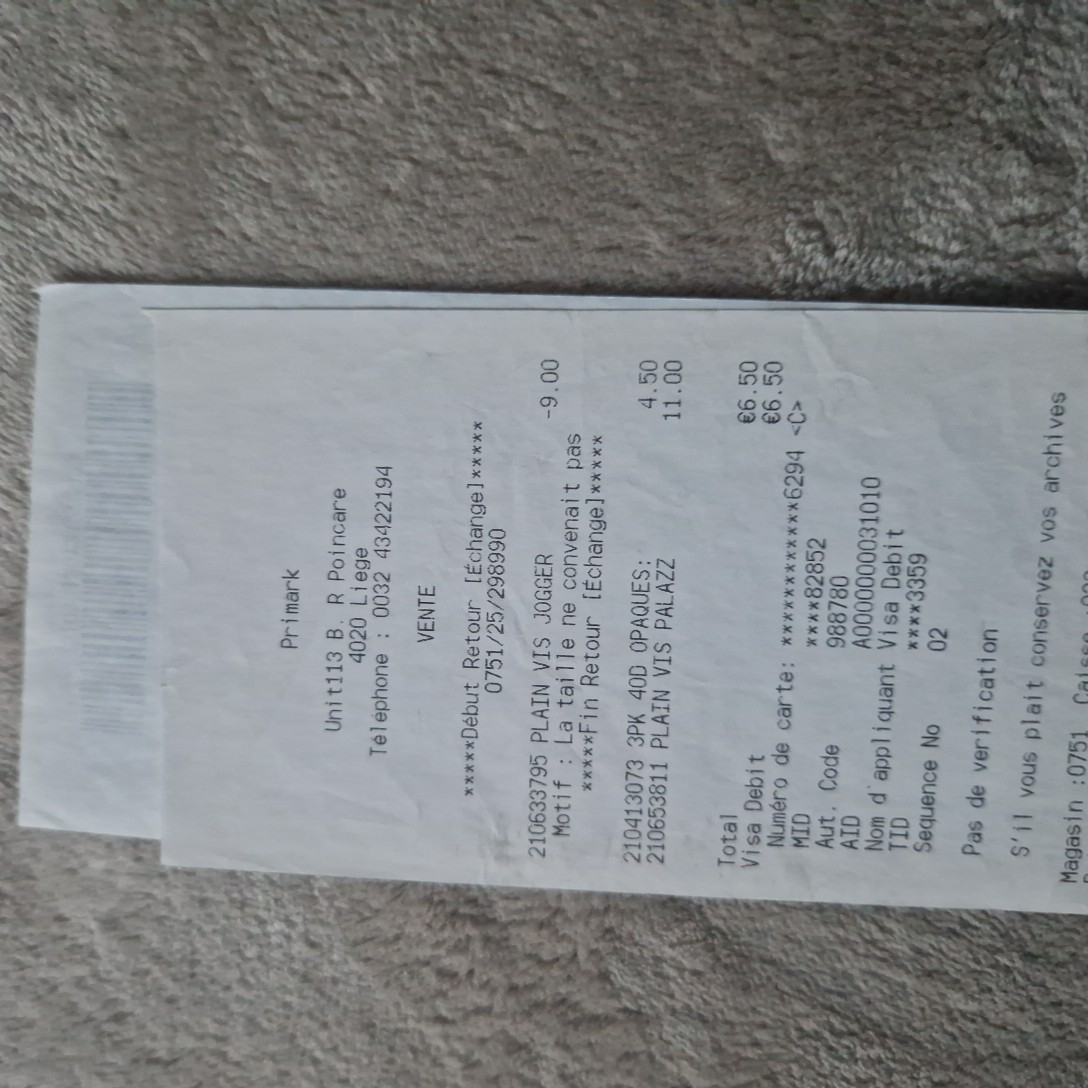 Primark
Unit113 B. R Poincare
4020 Liege
Téléphone : 0032 43422194
VENTE
*****Début Retour [Échange]*****
0751/25/298990
210633795 PLAIN VIS JOGGER -9.00
Motif : La taille ne convenait pas
*****Fin Retour [Échange]*****
210413073 3PK 40D OPAQUES: 4.50
210653811 PLAIN VIS PALAZZ 11.00
Total €6.50
Visa Debit €6.50
Numéro de carte: ************6294 <C>
MID ****82852
Aut. Code 988780
AID A0000000031010
Nom d'appliquant Visa Debit
TID ****3359
Sequence No 02
Pas de verification
S'il vous plait conservez vos archives
Magasin :0751